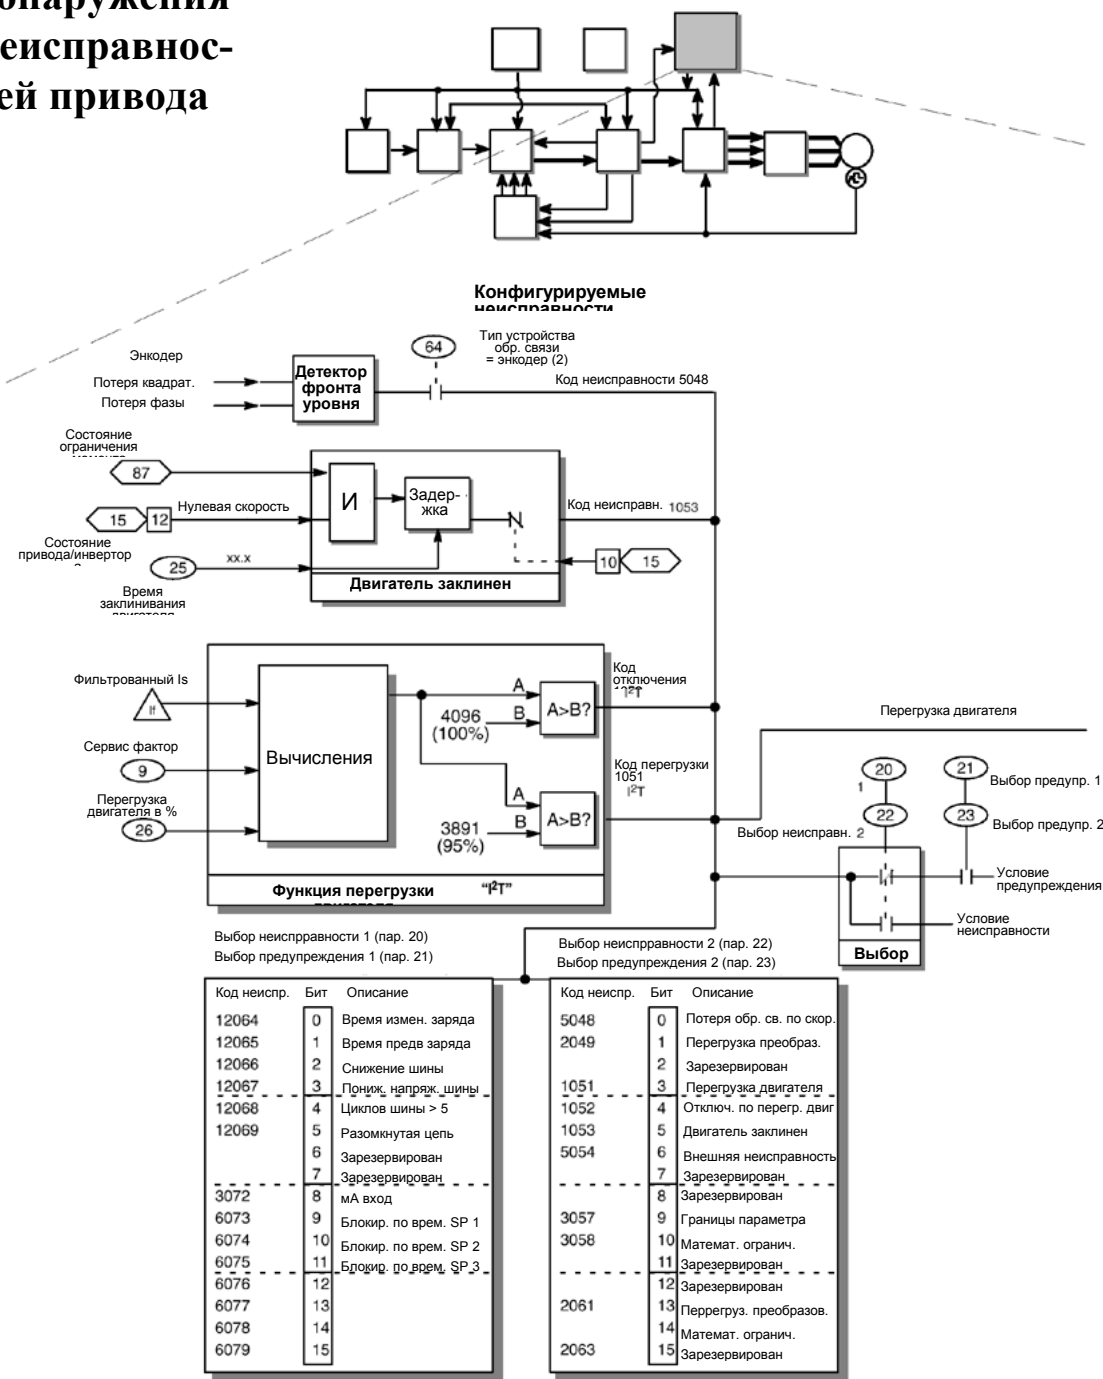 наружения
еисправнос-
ей привода
Конфигурируемые
неисправности
Энкодер
Потеря квадрат.
Потеря фазы
Детектор
фронта
уровня
64
Тип устройства
обр. связи
= энкодер (2)
Код неисправности 5048
Состояние
ограничения
87
Нулевая скорость
15
12
Состояние
привода/инвертор
25
xx.x
Время
заклинивания
двигателя
И
Задер-
жка
Код неисправн. 1053
10
15
Двигатель заклинен
Фильтрованный Is
If
Сервис фактор
9
Перегрузка
двигателя в %
26
Вычисления
A
4096
B
(100%)
A>B?
A
3891
B
(95%)
A>B?
Функция перегрузки
“I²T”
Код
отключения
I²T
Код перегрузки
1051
I²T
Перегрузка двигателя
20
1
21
Выбор предупр. 1
22
Выбор неисправн. 2
23
Выбор предупр. 2
Условие
предупреждения
Условие
неисправности
Выбор
Выбор неиспрравности 1 (пар. 20)
Выбор предупреждения 1 (пар. 21)
Код неиспр. Бит Описание
12064 0 Время измен. заряда
12065 1 Время предв заряда
12066 2 Снижение шины
12067 3 Пониж. напряж. шины
12068 4 Циклов шины > 5
12069 5 Разомкнутая цепь
6 Зарезервирован
7 Зарезервирован
3072 8 мА вход
6073 9 Блокир. по врем. SP 1
6074 10 Блокир. по врем. SP 2
6075 11 Блокир. по врем. SP 3
6076 12
6077 13
6078 14
6079 15
Выбор неиспрравности 2 (пар. 22)
Выбор предупреждения 2 (пар. 23)
Код неиспр. Бит Описание
5048 0 Потеря обр. св. по скор.
2049 1 Перегрузка преобраз.
2 Зарезервирован
1051 3 Перегрузка двигателя
1052 4 Отключ. по перегр. двиг
1053 5 Двигатель заклинен
5054 6 Внешняя неисправность
7 Зарезервирован
8 Зарезервирован
3057 9 Границы параметра
3058 10 Математ. огранич.
11 Зарезервирован
12 Зарезервирован
2061 13 Перрегруз. преобразов.
14 Математ. огранич.
2063 15 Зарезервирован